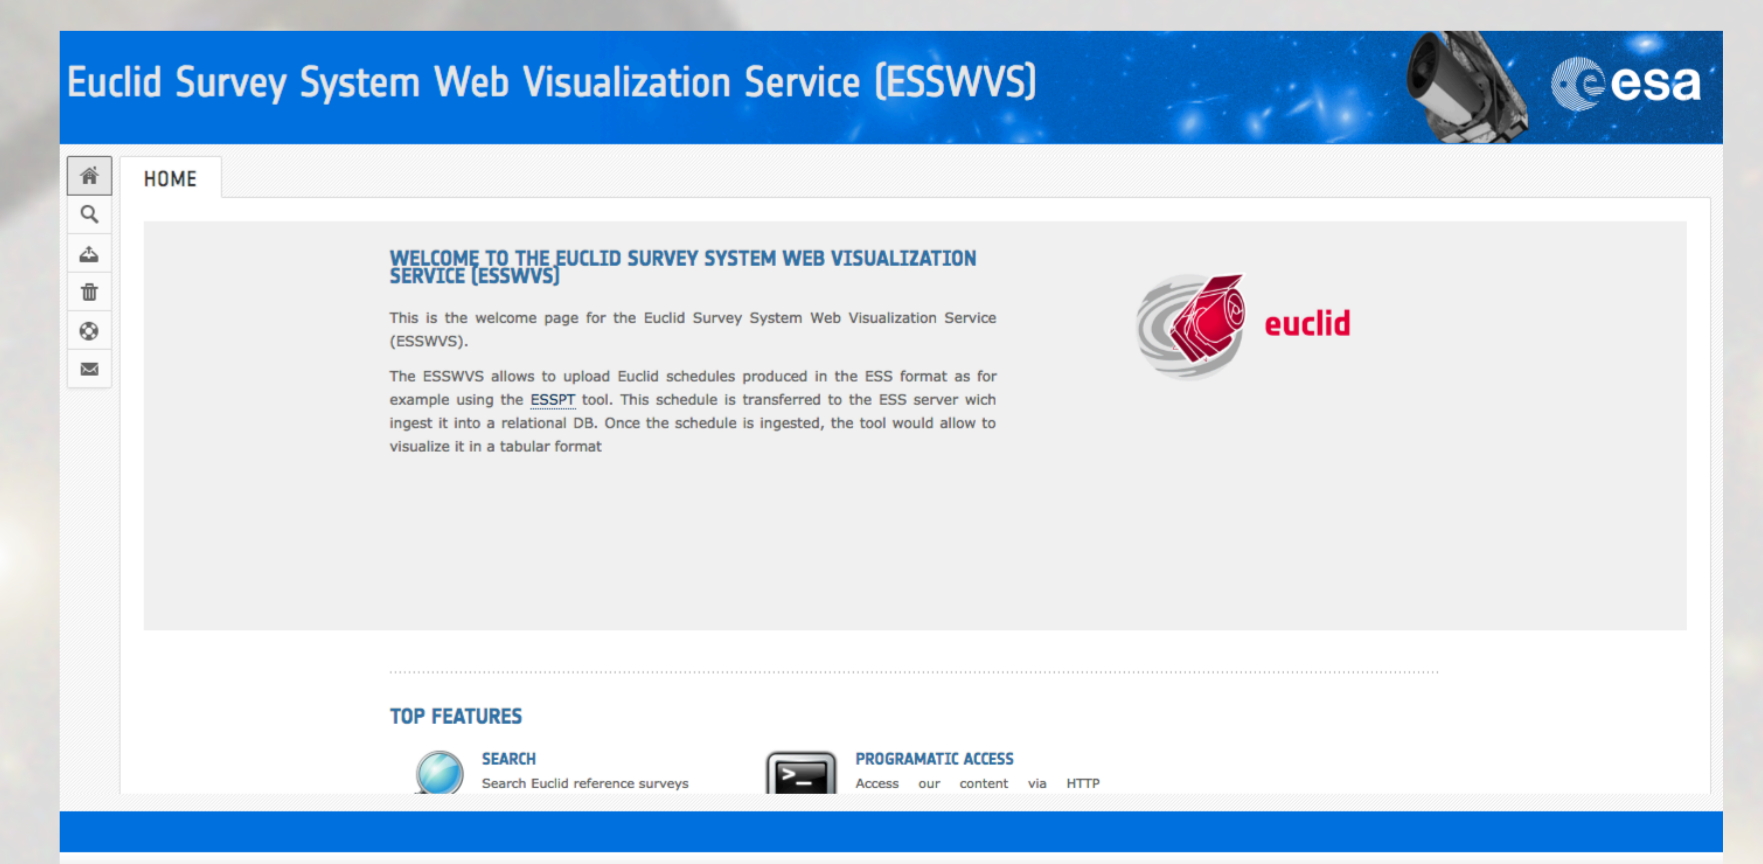 Euclid Survey System Web Visualization Service (ESSWVS)
esa
HOME
WELCOME TO THE EUCLID SURVEY SYSTEM WEB VISUALIZATION
SERVICE (ESSWVS)
This is the welcome page for the Euclid Survey System Web Visualization Service
(ESSWVS).
The ESSWVS allows to upload Euclid schedules produced in the ESS format as for
example using the ESSPT tool. This schedule is transferred to the ESS server wich
ingest it into a relational DB. Once the schedule is ingested, the tool would allow to
visualize it in a tabular format
euclid
TOP FEATURES
SEARCH
Search Euclid reference surveys
PROGRAMATIC ACCESS
Access our content via HTTP